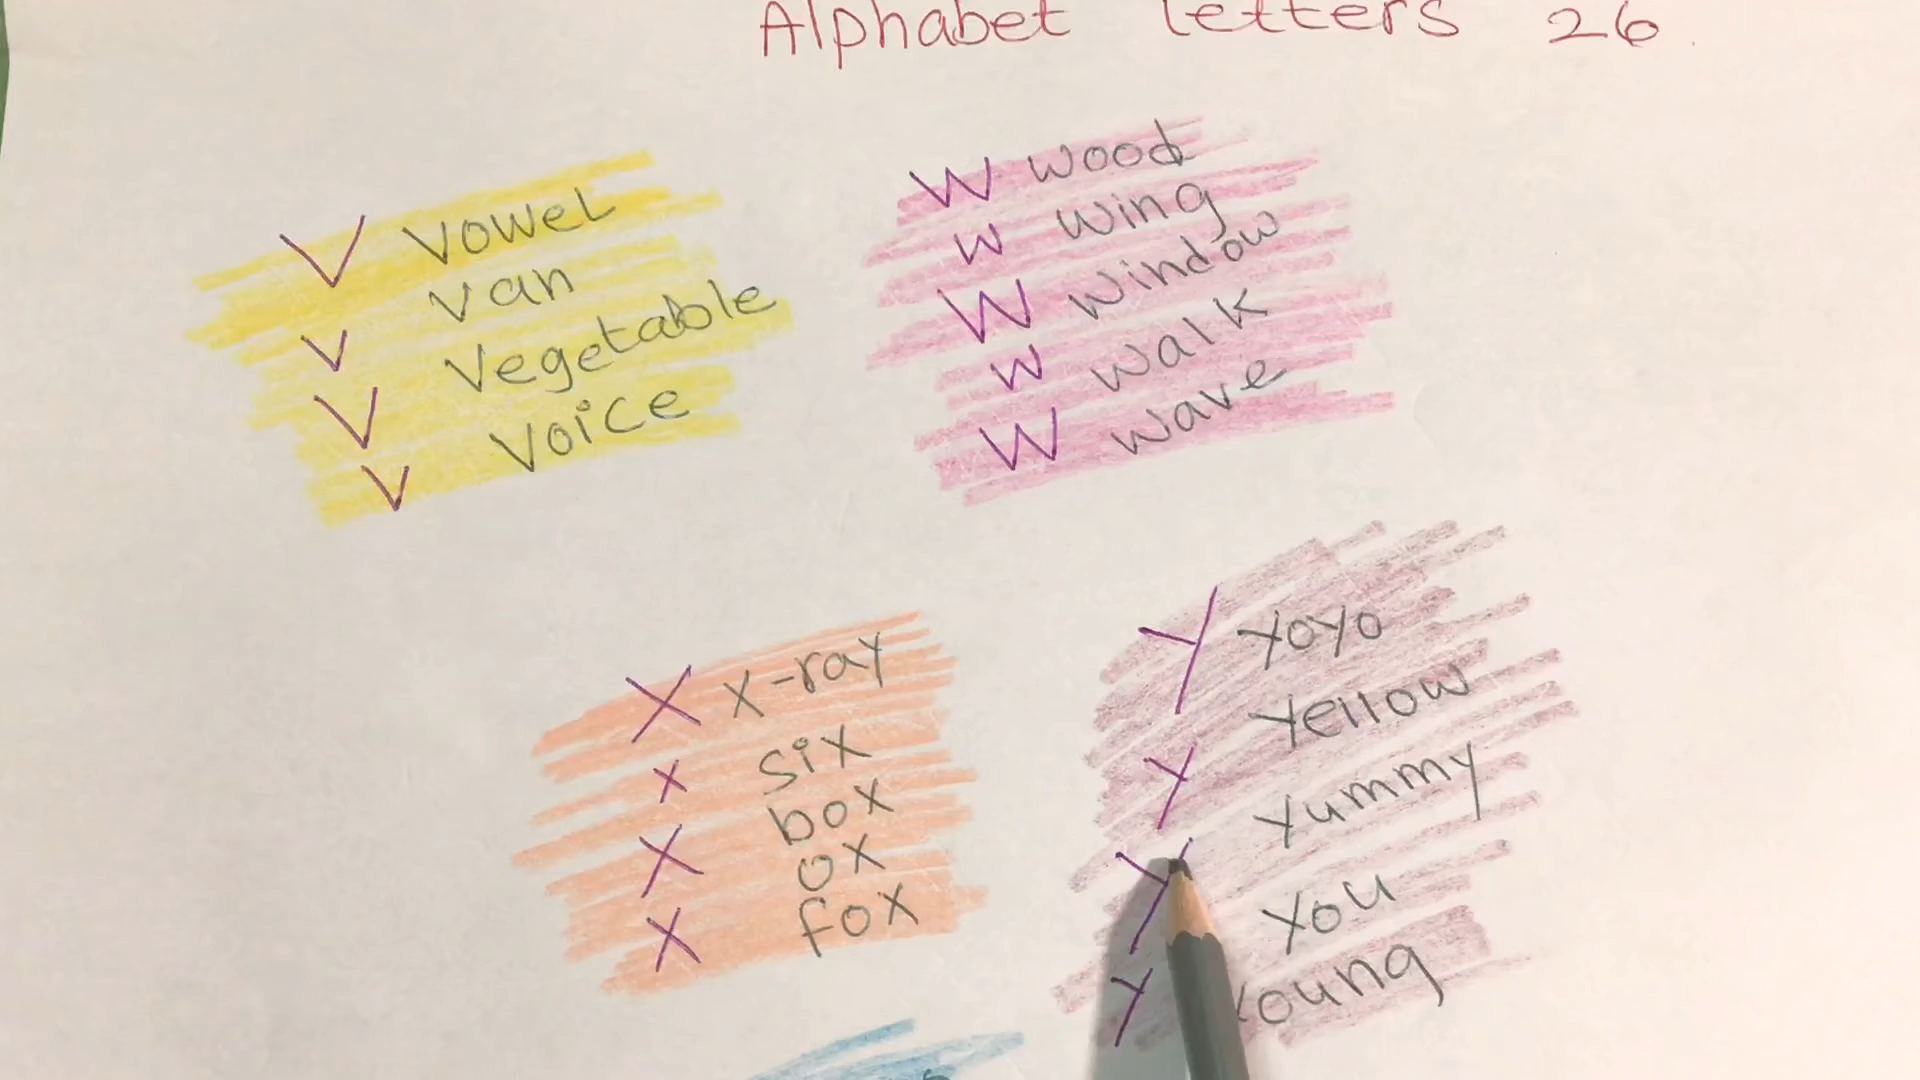 Alphabet letters 26
V Vowel
v van
V Vegetable
v Voice
W wood
w wing
W window
w walk
W wave
X X-ray
x six
X box
x ox
fox
Y yoyo
y yellow
Y yummy
y you
young